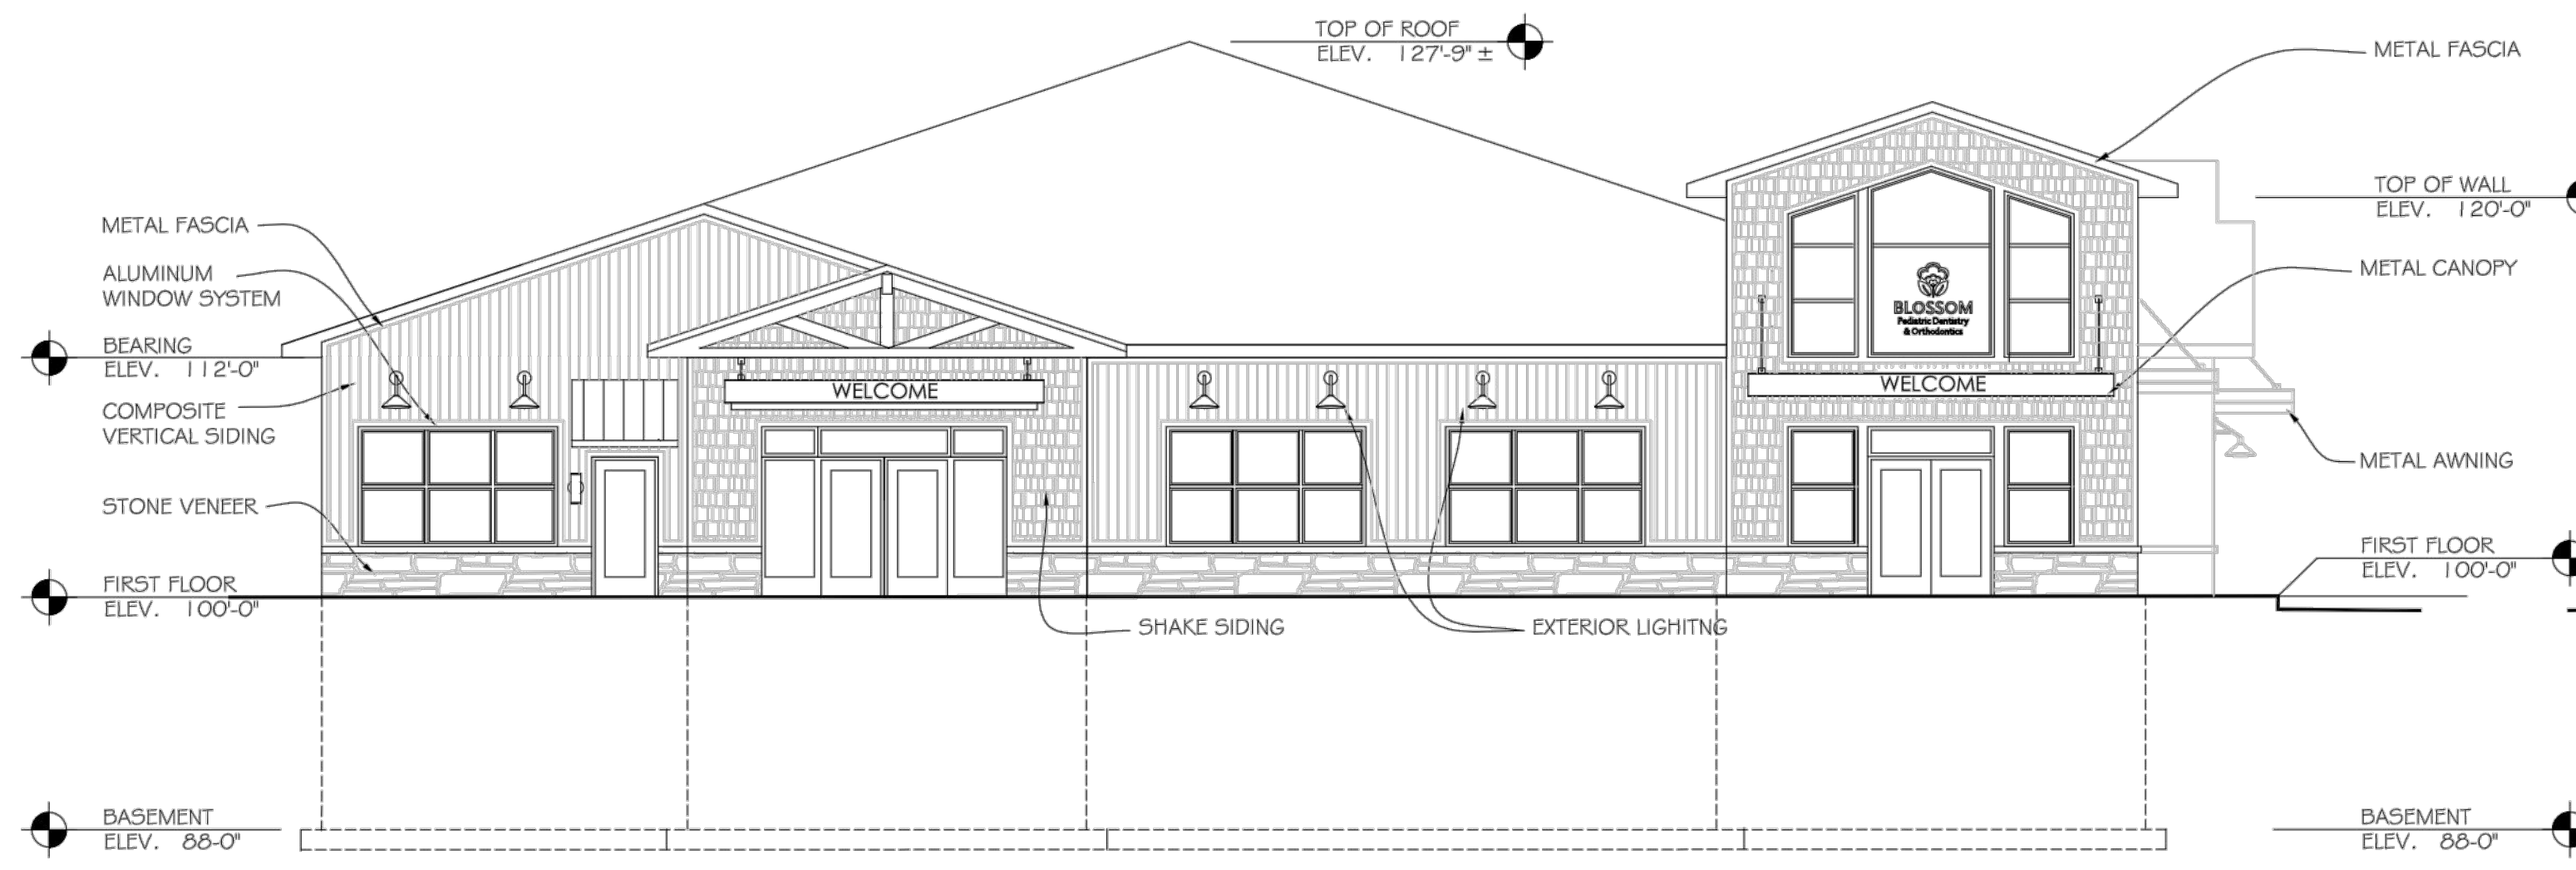 TOP OF ROOF
ELEV. 127'-9" ±
METAL FASCIA
TOP OF WALL
ELEV. 120'-0"
METAL FASCIA
ALUMINUM
WINDOW SYSTEM
METAL CANOPY
BLOSSOM
Pediatric Dentistry
& Orthodontics
BEARING
ELEV. 112'-0"
WELCOME
WELCOME
COMPOSITE
VERTICAL SIDING
METAL AWNING
STONE VENEER
FIRST FLOOR
ELEV. 100'-0"
FIRST FLOOR
ELEV. 100'-0"
SHAKE SIDING
EXTERIOR LIGHITNG
BASEMENT
ELEV. 88-0"
BASEMENT
ELEV. 88-0"